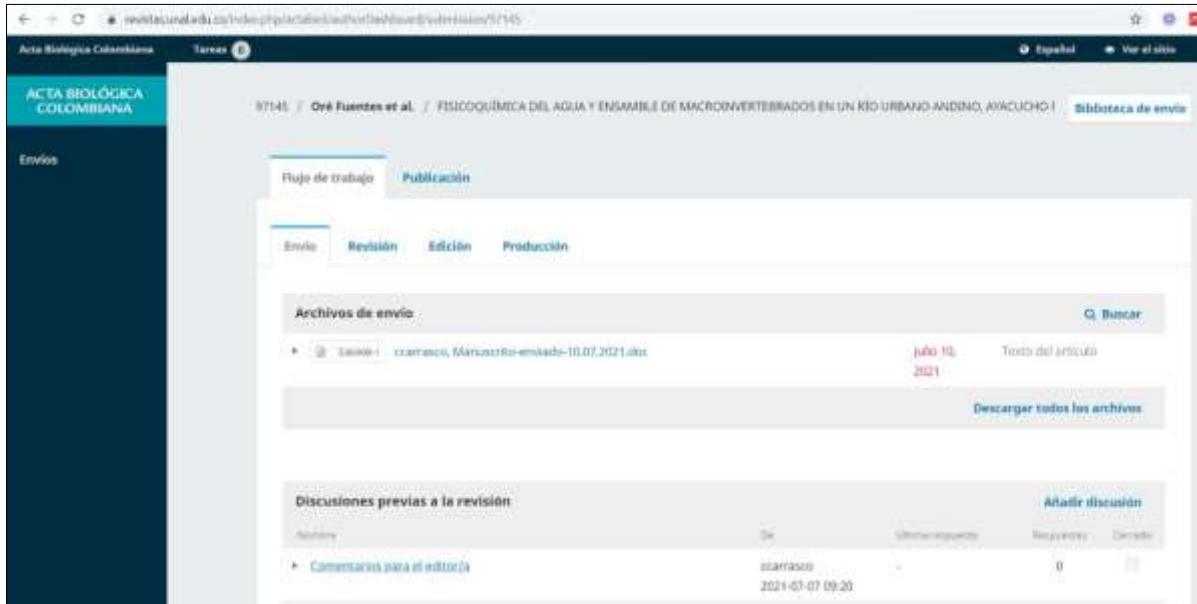 revistas.unal.edu.co/index.php/actabiol/authorDashboard/submission/97145
Acta Biológica Colombiana Tareas Español Ver el sitio
ACTA BIOLÓGICA
COLOMBIANA
97145 / Oré Fuentes et al. / FISICOQUÍMICA DEL AGUA Y ENSAMBLE DE MACROINVERTEBRADOS EN UN RÍO URBANO ANDINO, AYACUCHO Biblioteca de envío
Envíos
Flujo de trabajo Publicación
Envío Revisión Edición Producción
Archivos de envío Buscar
ccarrasco, Manuscrito-enviado-10.07.2021.doc julio 10, Texto del artículo
2021
Descargar todos los archivos
Discusiones previas a la revisión Añadir discusión
Nombre De Última respuesta Respuestas Cerrado
Comentarios para el editor/a ccarrasco - 0
2021-07-07 09:20